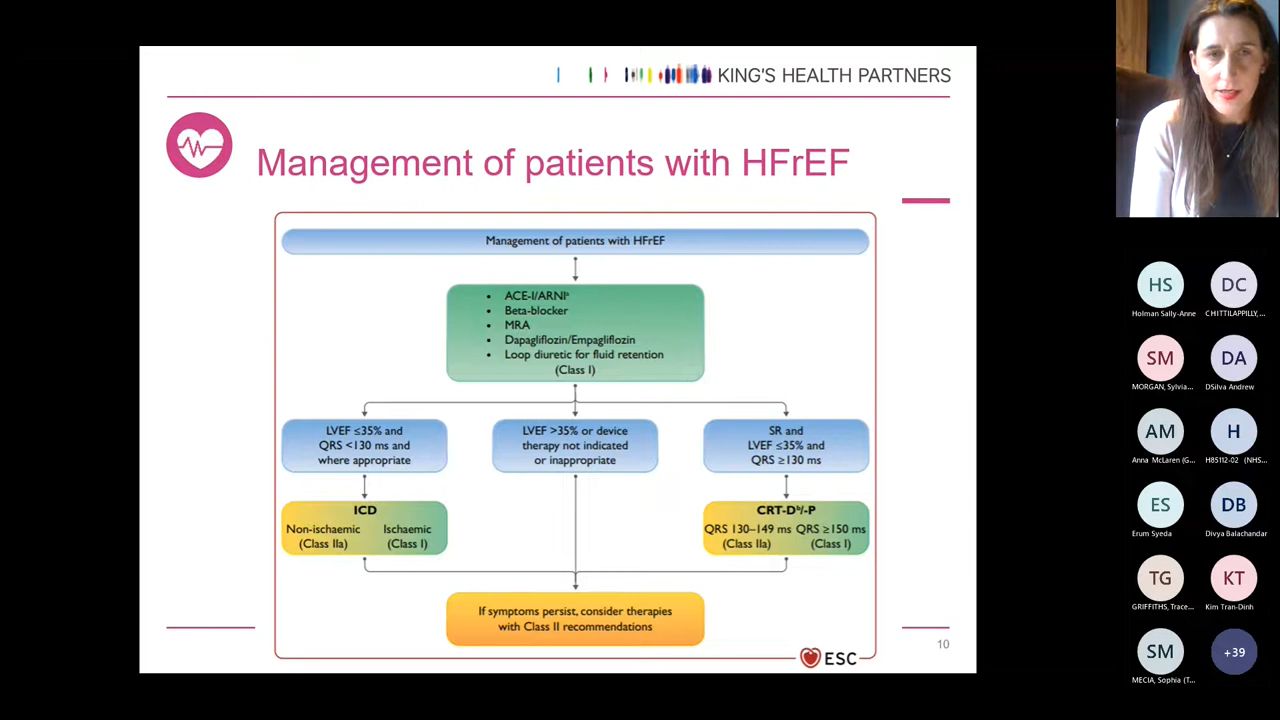 KING'S HEALTH PARTNERS
Management of patients with HFrEF
Management of patients with HFrEF
• ACE-I/ARNIᵃ
• Beta-blocker
• MRA
• Dapagliflozin/Empagliflozin
• Loop diuretic for fluid retention
(Class I)
LVEF ≤35% and
QRS <130 ms and
where appropriate
LVEF >35% or device
therapy not indicated
or inappropriate
SR and
LVEF ≤35% and
QRS ≥130 ms
ICD
Non-ischaemic
(Class IIa)
Ischaemic
(Class I)
CRT-Dᵇ/-P
QRS 130–149 ms
(Class IIa)
QRS ≥150 ms
(Class I)
If symptoms persist, consider therapies
with Class II recommendations
10
ESC
HS
Holman Sally-Anne
DC
CHITTILAPPILLY, ...
SM
MORGAN, Sylvia...
DA
DSilva Andrew
AM
Anna McLaren (G...
H
H85112-02 (NHS...
ES
Erum Syeda
DB
Divya Balachandar
TG
GRIFFITHS, Trace...
KT
Kim Tran-Dinh
SM
MECIA, Sophia (T...
+39